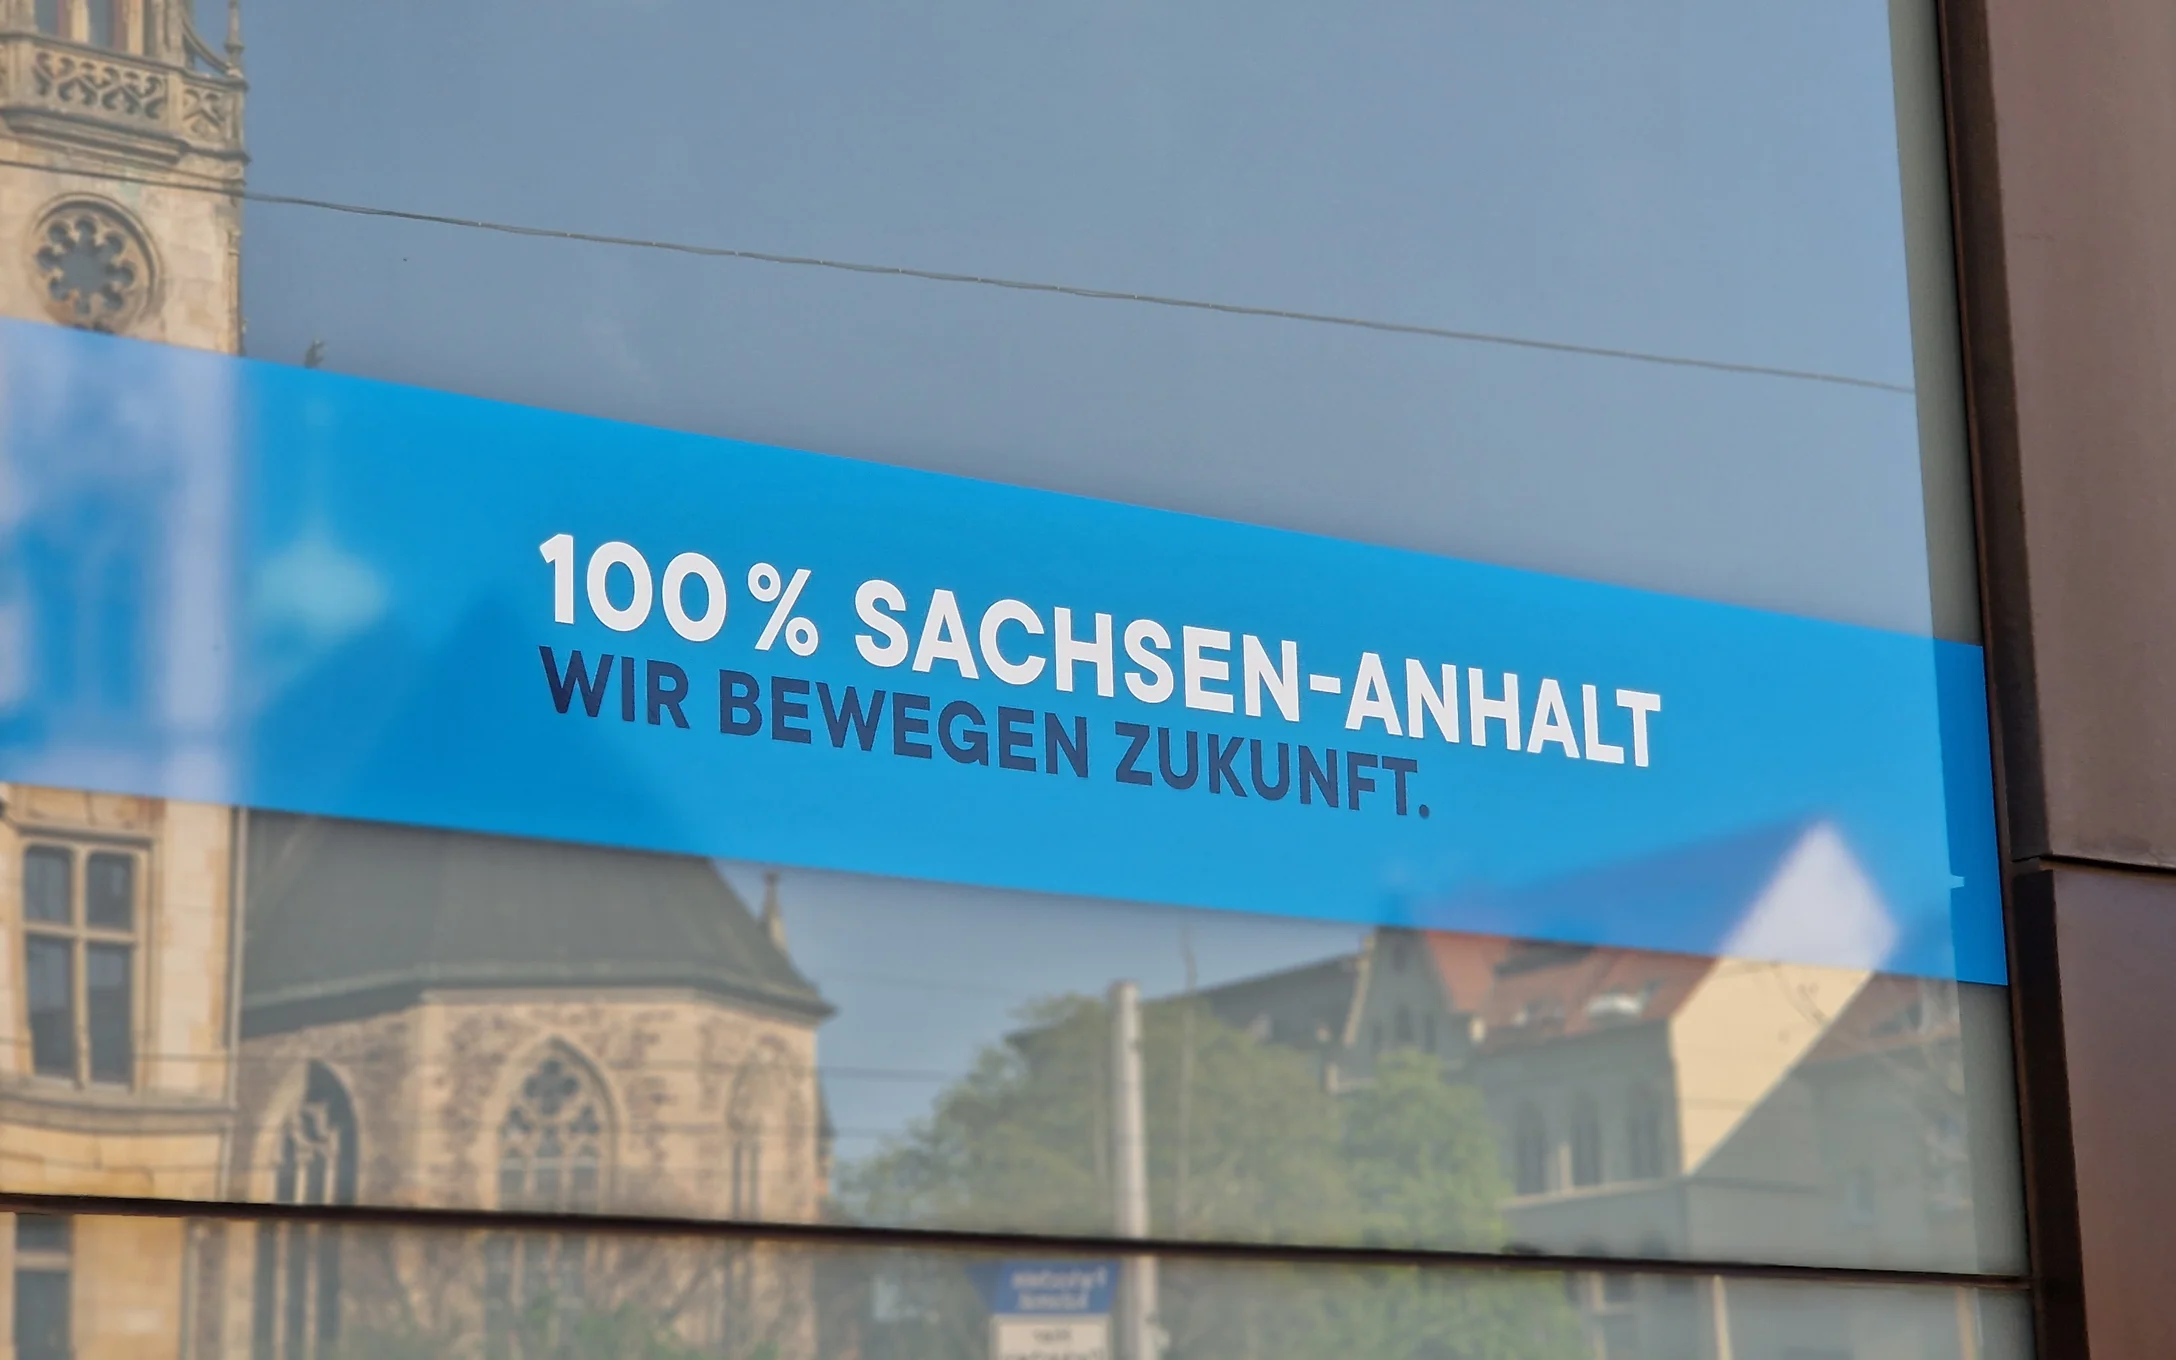 100 % SACHSEN-ANHALT
WIR BEWEGEN ZUKUNFT.